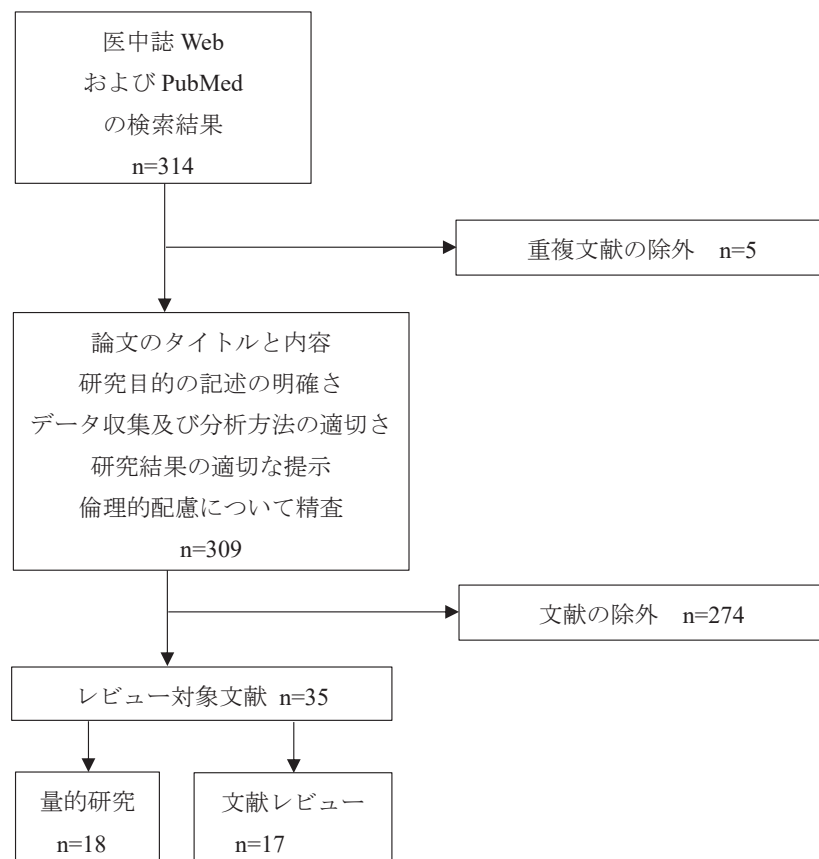 医中誌 Web
および PubMed
の検索結果
n=314
重複文献の除外 n=5
論文のタイトルと内容
研究目的の記述の明確さ
データ収集及び分析方法の適切さ
研究結果の適切な提示
倫理的配慮について精査
n=309
文献の除外 n=274
レビュー対象文献 n=35
量的研究
n=18
文献レビュー
n=17